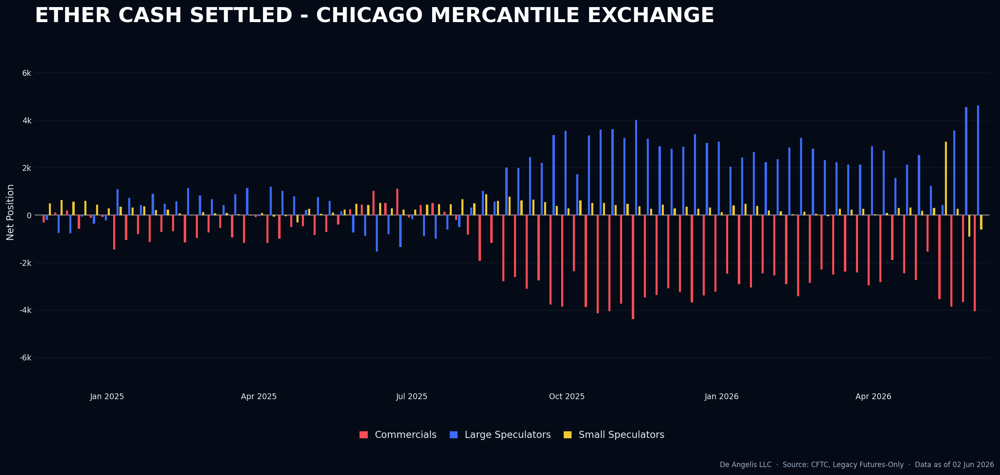 ETHER CASH SETTLED - CHICAGO MERCANTILE EXCHANGE
Net Position
6k
4k
2k
0
-2k
-4k
-6k
Jan 2025 Apr 2025 Jul 2025 Oct 2025 Jan 2026 Apr 2026
Commercials Large Speculators Small Speculators
De Angelis LLC · Source: CFTC, Legacy Futures-Only · Data as of 02 Jun 2026